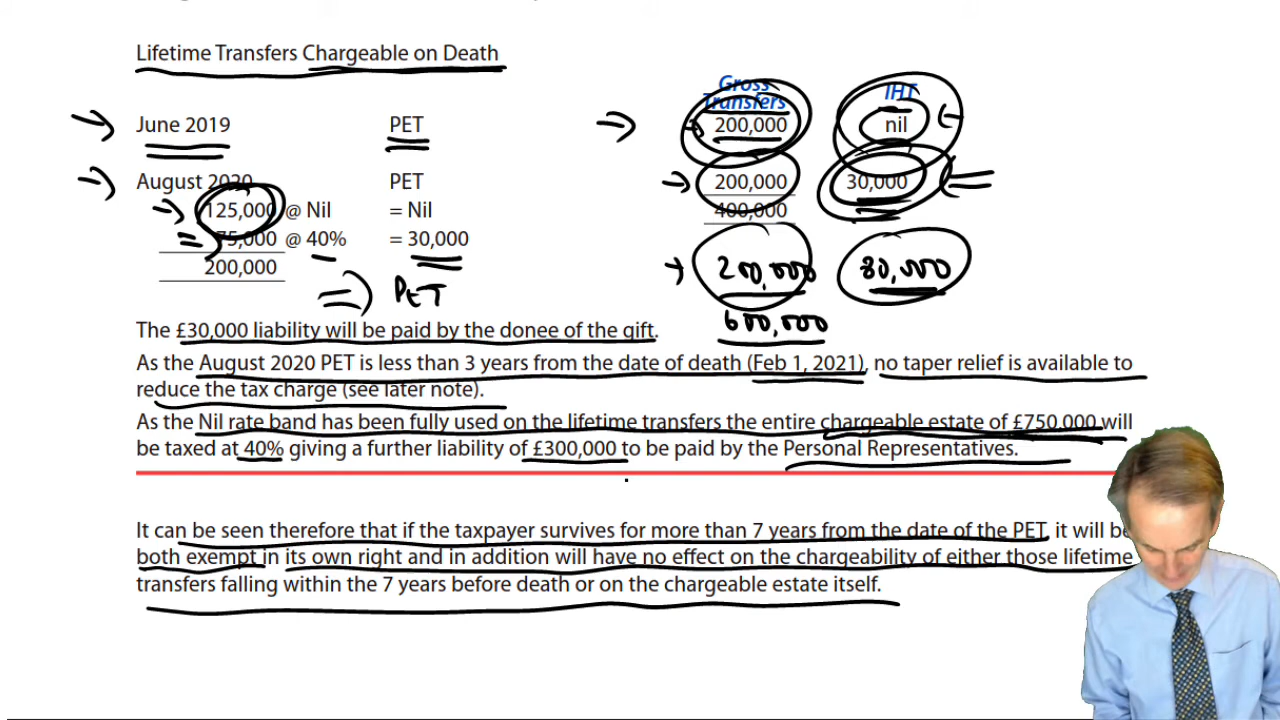 Lifetime Transfers Chargeable on Death
Gross IHT
Transfers
June 2019 PET 200,000 nil
August 2020 PET 200,000 30,000
125,000 @ Nil = Nil 400,000
75,000 @ 40% = 30,000
200,000 200,000 80,000
PET
The £30,000 liability will be paid by the donee of the gift. 600,000
As the August 2020 PET is less than 3 years from the date of death (Feb 1, 2021), no taper relief is available to
reduce the tax charge (see later note).
As the Nil rate band has been fully used on the lifetime transfers the entire chargeable estate of £750,000 will
be taxed at 40% giving a further liability of £300,000 to be paid by the Personal Representatives.
It can be seen therefore that if the taxpayer survives for more than 7 years from the date of the PET, it will be
both exempt in its own right and in addition will have no effect on the chargeability of either those lifetime
transfers falling within the 7 years before death or on the chargeable estate itself.